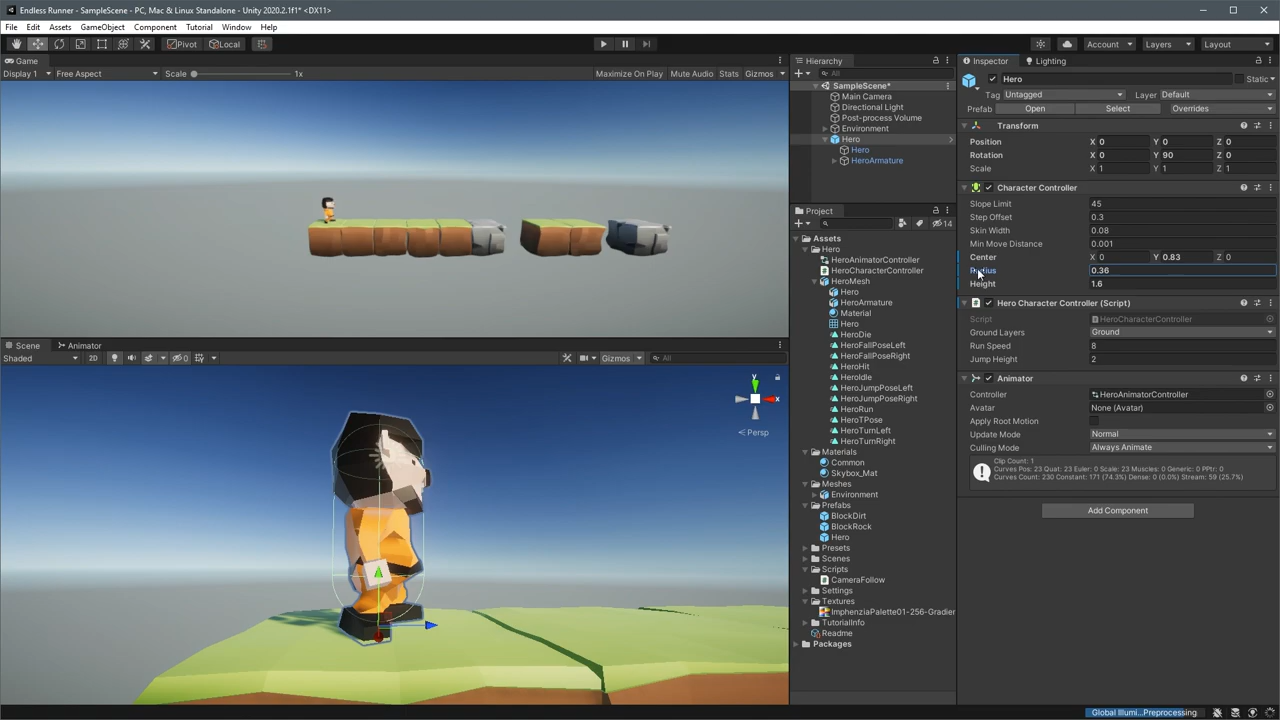 Endless Runner - SampleScene - PC, Mac & Linux Standalone - Unity 2020.2.1f1* <DX11>
File Edit Assets GameObject Component Tutorial Window Help
Pivot Local Account Layers Layout
Game
Display 1 Free Aspect Scale 1x Maximize On Play Mute Audio Stats Gizmos
Scene Animator
Shaded 2D 0 Gizmos All
y
x
Persp
Hierarchy
All
SampleScene*
Main Camera
Directional Light
Post-process Volume
Environment
Hero
Hero
HeroArmature
Project
14
Assets
Hero
HeroAnimatorController
HeroCharacterController
HeroMesh
Hero
HeroArmature
Material
Hero
HeroDie
HeroFallPoseLeft
HeroFallPoseRight
HeroHit
HeroIdle
HeroJumpPoseLeft
HeroJumpPoseRight
HeroRun
HeroTPose
HeroTurnLeft
HeroTurnRight
Materials
Common
Skybox_Mat
Meshes
Environment
Prefabs
BlockDirt
BlockRock
Hero
Presets
Scenes
Scripts
CameraFollow
Settings
Textures
ImphenziaPalette01-256-Gradien
TutorialInfo
Readme
Packages
Inspector Lighting
Hero Static
Tag Untagged Layer Default
Prefab Open Select Overrides
Transform
Position X 0 Y 0 Z 0
Rotation X 0 Y 90 Z 0
Scale X 1 Y 1 Z 1
Character Controller
Slope Limit 45
Step Offset 0.3
Skin Width 0.08
Min Move Distance 0.001
Center X 0 Y 0.83 Z 0
Radius 0.36
Height 1.6
Hero Character Controller (Script)
Script HeroCharacterController
Ground Layers Ground
Run Speed 8
Jump Height 2
Animator
Controller HeroAnimatorController
Avatar None (Avatar)
Apply Root Motion
Update Mode Normal
Culling Mode Always Animate
Clip Count: 1
Curves Pos: 23 Quat: 23 Euler: 0 Scale: 23 Muscles: 0 Generic: 0 PPtr: 0
Curves Count: 230 Constant: 171 (74.3%) Dense: 0 (0.0%) Stream: 59 (25.7%)
Add Component
Global Illumi...Preprocessing